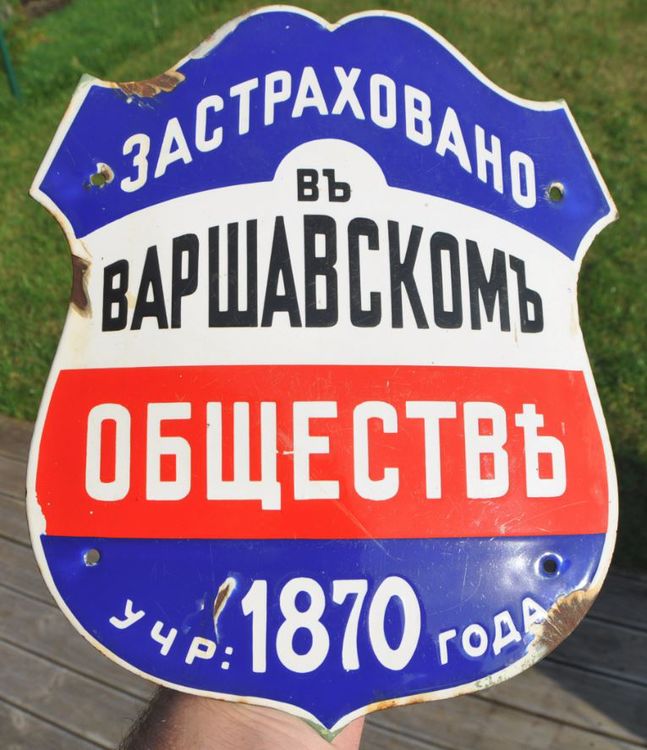 ЗАСТРАХОВАНО
ВЪ
ВАРШАВСКОМЪ
ОБЩЕСТВѢ
УЧР: 1870 ГОДА